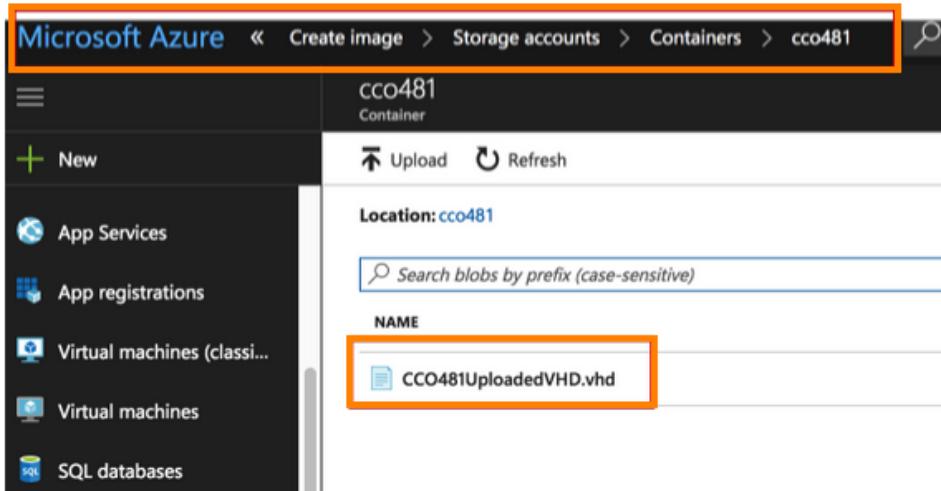 Microsoft Azure « Create image > Storage accounts > Containers > cco481
cco481
Container
New
Upload Refresh
App Services
Location: cco481
App registrations
Search blobs by prefix (case-sensitive)
NAME
Virtual machines (classi...
CCO481UploadedVHD.vhd
Virtual machines
SQL databases